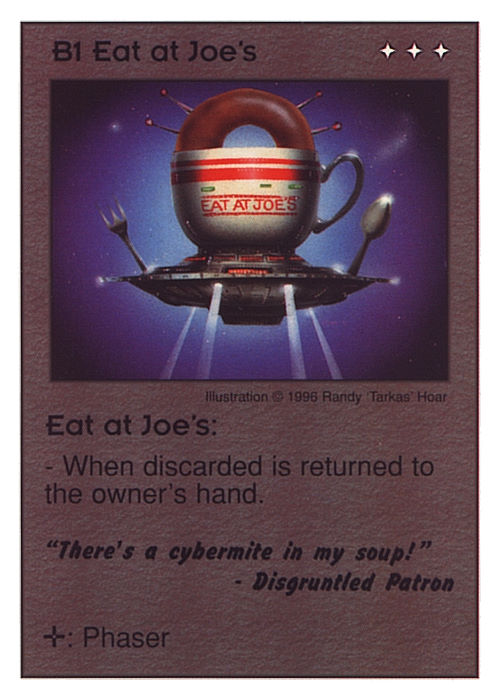 B1 Eat at Joe's
EAT AT JOE'S
Illustration © 1996 Randy 'Tarkas' Hoar
Eat at Joe's:
- When discarded is returned to
the owner's hand.
"There's a cybermite in my soup!"
- Disgruntled Patron
✛: Phaser